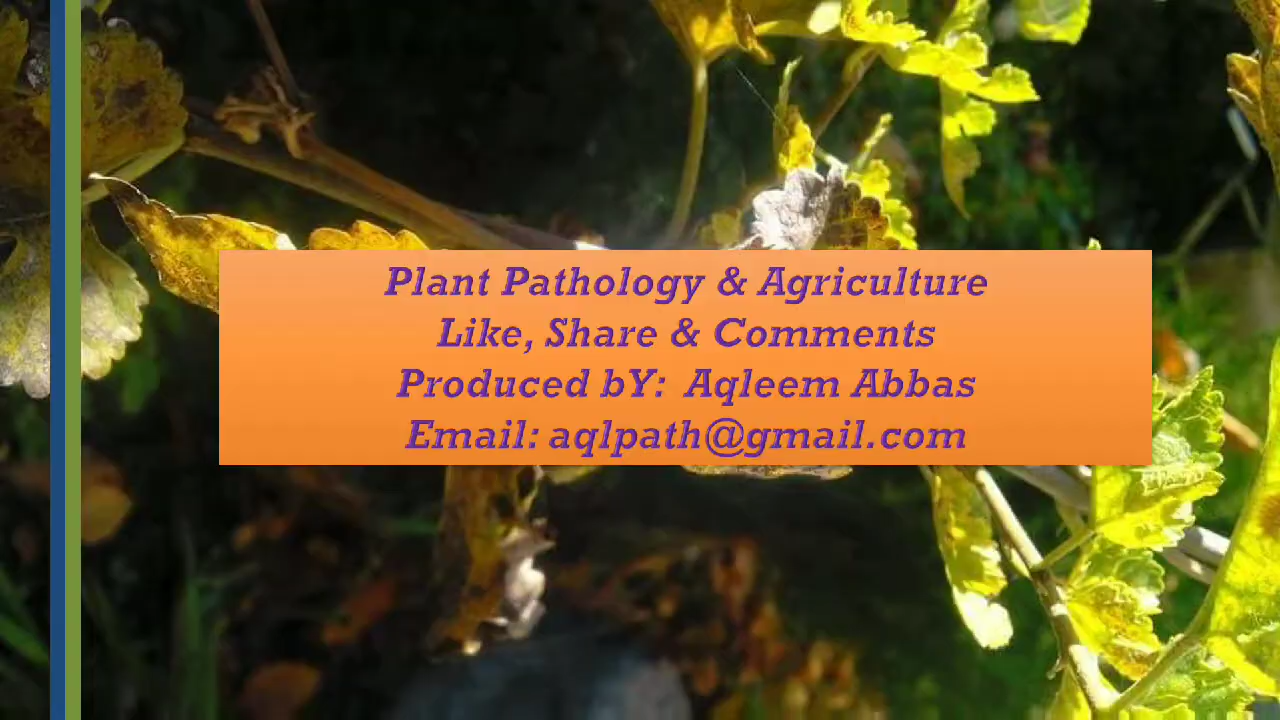 Plant Pathology & Agriculture
Like, Share & Comments
Produced bY: Aqleem Abbas
Email: aqlpath@gmail.com